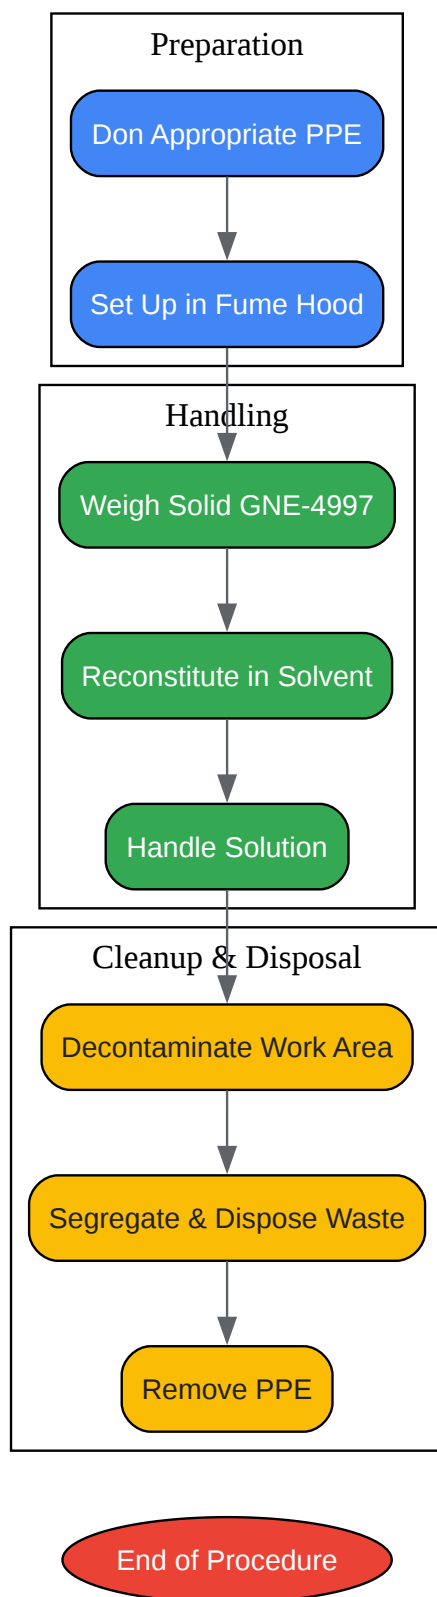 Preparation
Don Appropriate PPE
Set Up in Fume Hood
Handling
Weigh Solid GNE-4997
Reconstitute in Solvent
Handle Solution
Cleanup & Disposal
Decontaminate Work Area
Segregate & Dispose Waste
Remove PPE
End of Procedure